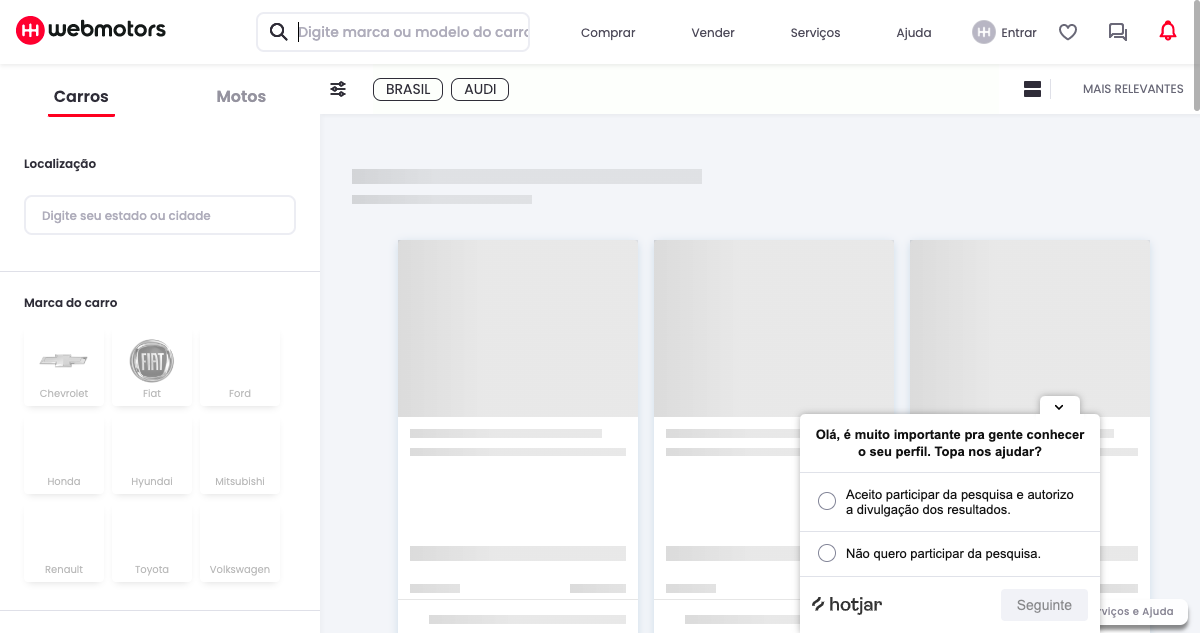 webmotors
Digite marca ou modelo do carro
Comprar
Vender
Serviços
Ajuda
Entrar
Carros
Motos
BRASIL
AUDI
MAIS RELEVANTES
Localização
Digite seu estado ou cidade
Marca do carro
FIAT
Chevrolet
Fiat
Ford
Honda
Hyundai
Mitsubishi
Renault
Toyota
Volkswagen
Olá, é muito importante pra gente conhecer
o seu perfil. Topa nos ajudar?
Aceito participar da pesquisa e autorizo
a divulgação dos resultados.
Não quero participar da pesquisa.
hotjar
Seguinte
rviços e Ajuda